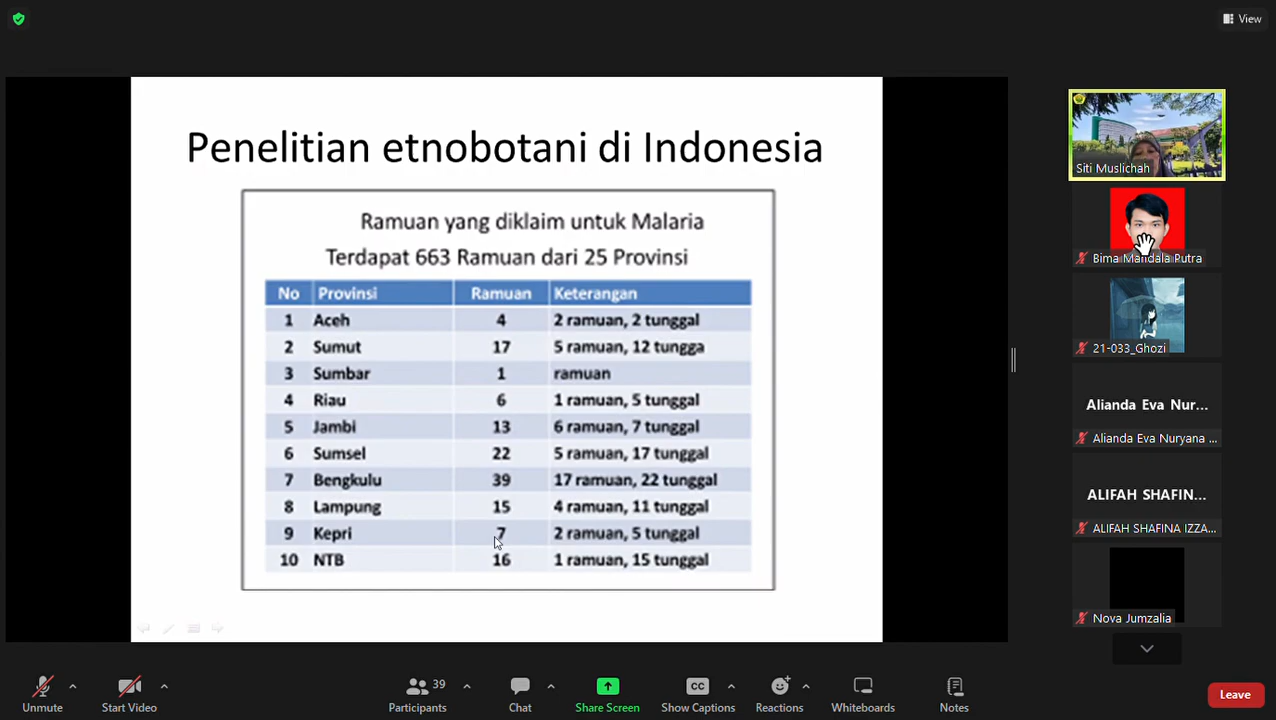 View
Penelitian etnobotani di Indonesia
Ramuan yang diklaim untuk Malaria
Terdapat 663 Ramuan dari 25 Provinsi
No Provinsi Ramuan Keterangan
1 Aceh 4 2 ramuan, 2 tunggal
2 Sumut 17 5 ramuan, 12 tungga
3 Sumbar 1 ramuan
4 Riau 6 1 ramuan, 5 tunggal
5 Jambi 13 6 ramuan, 7 tunggal
6 Sumsel 22 5 ramuan, 17 tunggal
7 Bengkulu 39 17 ramuan, 22 tunggal
8 Lampung 15 4 ramuan, 11 tunggal
9 Kepri 7 2 ramuan, 5 tunggal
10 NTB 16 1 ramuan, 15 tunggal
Siti Muslichah
Bima Mandala Putra
21-033_Ghozi
Alianda Eva Nur...
Alianda Eva Nuryana ...
ALIFAH SHAFIN...
ALIFAH SHAFINA IZZA...
Nova Jumzalia
Unmute
Start Video
Participants 39
Chat
Share Screen
CC
Show Captions
Reactions
Whiteboards
Notes
Leave